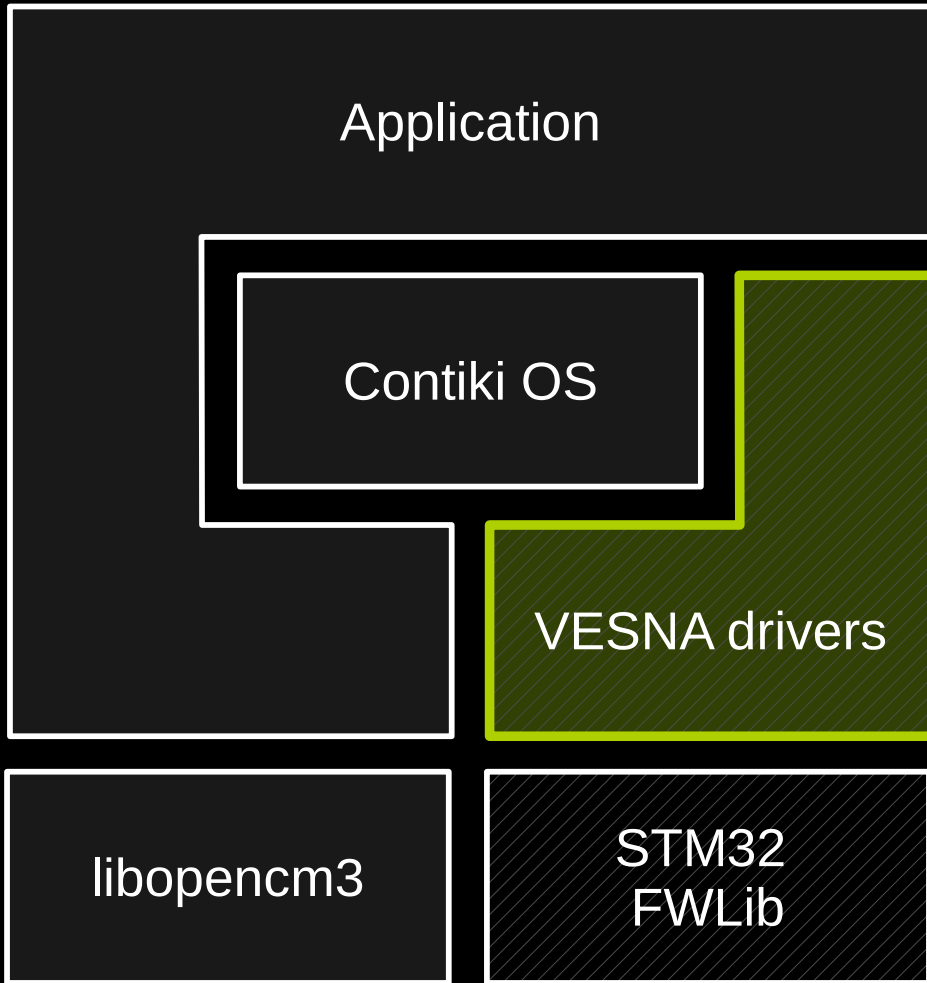 Application
Contiki OS
VESNA drivers
libopencm3
STM32
FWLib